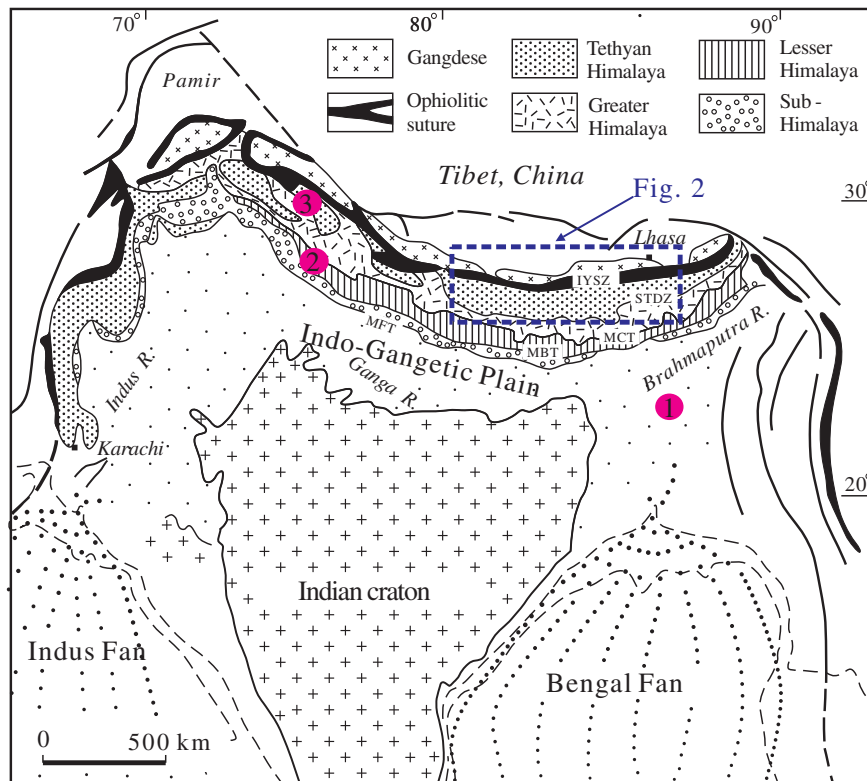 70°
80°
90°
Gangdese
Tethyan
Himalaya
Lesser
Himalaya
Ophiolitic
suture
Greater
Himalaya
Sub -
Himalaya
Pamir
Tibet, China
Fig. 2
30°
3
Lhasa
2
IYSZ
STDZ
MFT
MCT
MBT
Indo-Gangetic Plain
Ganga R.
Brahmaputra R.
Indus R.
1
Karachi
20°
Indian craton
Indus Fan
Bengal Fan
0
500 km